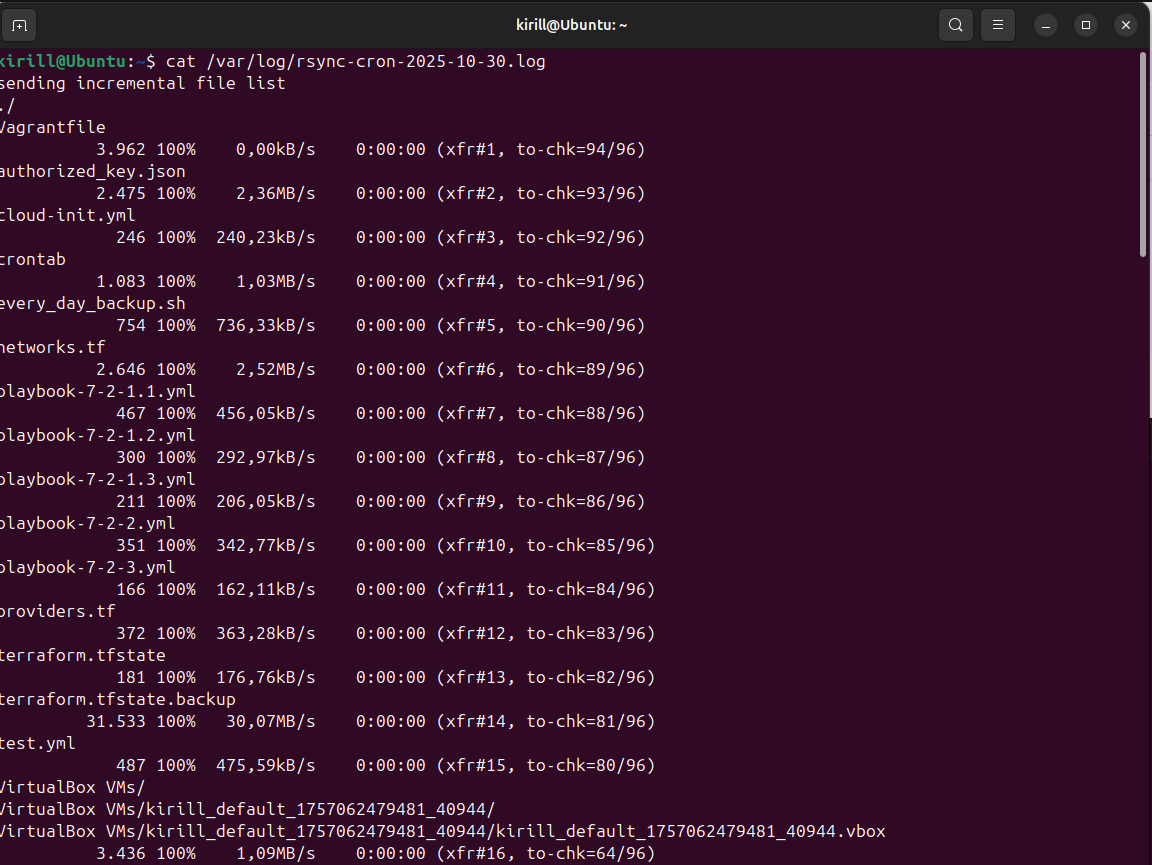 kirill@Ubuntu: ~
kirill@Ubuntu:~$ cat /var/log/rsync-cron-2025-10-30.log
sending incremental file list
./
Vagrantfile
3.962 100% 0,00kB/s 0:00:00 (xfr#1, to-chk=94/96)
authorized_key.json
2.475 100% 2,36MB/s 0:00:00 (xfr#2, to-chk=93/96)
cloud-init.yml
246 100% 240,23kB/s 0:00:00 (xfr#3, to-chk=92/96)
crontab
1.083 100% 1,03MB/s 0:00:00 (xfr#4, to-chk=91/96)
every_day_backup.sh
754 100% 736,33kB/s 0:00:00 (xfr#5, to-chk=90/96)
networks.tf
2.646 100% 2,52MB/s 0:00:00 (xfr#6, to-chk=89/96)
playbook-7-2-1.1.yml
467 100% 456,05kB/s 0:00:00 (xfr#7, to-chk=88/96)
playbook-7-2-1.2.yml
300 100% 292,97kB/s 0:00:00 (xfr#8, to-chk=87/96)
playbook-7-2-1.3.yml
211 100% 206,05kB/s 0:00:00 (xfr#9, to-chk=86/96)
playbook-7-2-2.yml
351 100% 342,77kB/s 0:00:00 (xfr#10, to-chk=85/96)
playbook-7-2-3.yml
166 100% 162,11kB/s 0:00:00 (xfr#11, to-chk=84/96)
providers.tf
372 100% 363,28kB/s 0:00:00 (xfr#12, to-chk=83/96)
terraform.tfstate
181 100% 176,76kB/s 0:00:00 (xfr#13, to-chk=82/96)
terraform.tfstate.backup
31.533 100% 30,07MB/s 0:00:00 (xfr#14, to-chk=81/96)
test.yml
487 100% 475,59kB/s 0:00:00 (xfr#15, to-chk=80/96)
VirtualBox VMs/
VirtualBox VMs/kirill_default_1757062479481_40944/
VirtualBox VMs/kirill_default_1757062479481_40944/kirill_default_1757062479481_40944.vbox
3.436 100% 1,09MB/s 0:00:00 (xfr#16, to-chk=64/96)